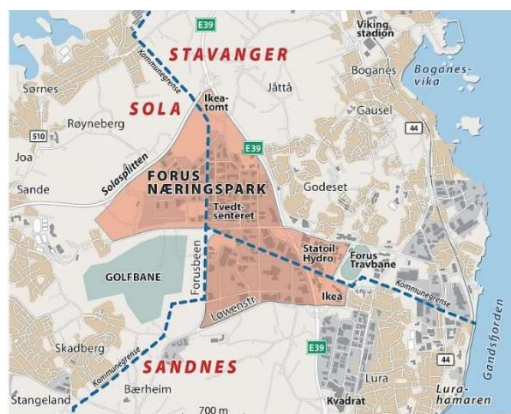 E39
STAVANGER
Viking
stadion
Kommunegrense
Boganes
Boganes-
vika
Sørnes
SOLA
Ikea-
tomt
Jåttå
Gausel
44
Røyneberg
510
E39
Joa
Solasplitten
Sande
FORUS
NÆRINGSPARK
Godeset
Tvedt-
senteret
Statoil-
Hydro
Forus
Travbane
GOLFBANE
Forusbeen
Kommunegrense
Gandsfjorden
Ikea
Løwenstr.
Skadberg
SANDNES
E39
44
Kommunegrense
Lura
Lura-
hamaren
Stangeland
Bærheim
Kvadrat
700 m